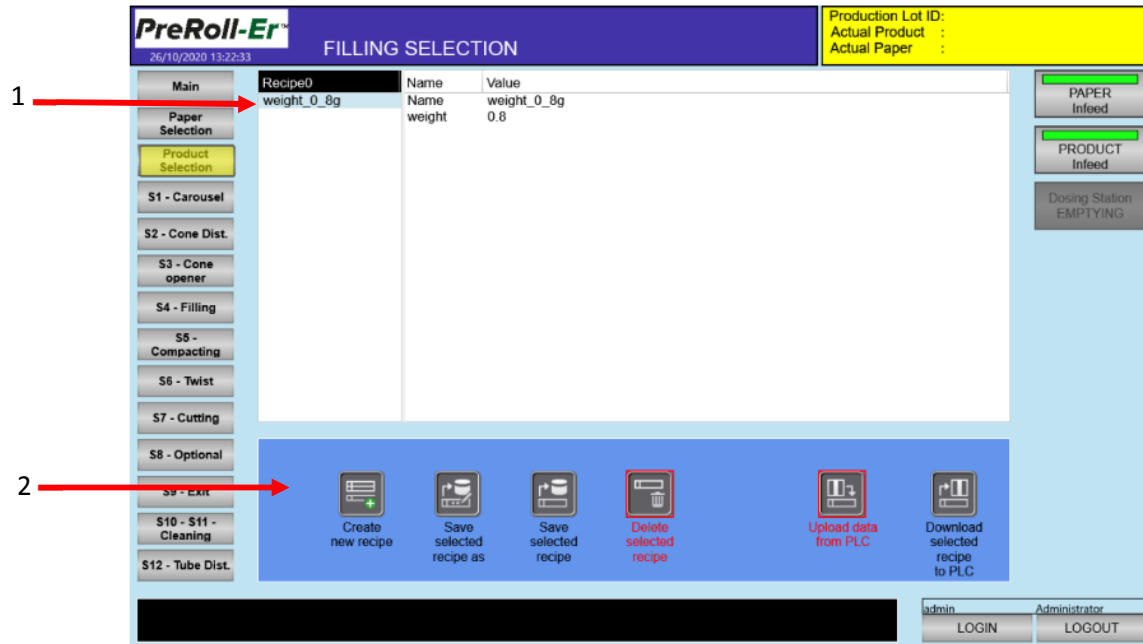 PreRoll-Er™
26/10/2020 13:22:33
FILLING SELECTION
Production Lot ID:
Actual Product :
Actual Paper :
1
2
Main
Paper
Selection
Product
Selection
S1 - Carousel
S2 - Cone Dist.
S3 - Cone
opener
S4 - Filling
S5 -
Compacting
S6 - Twist
S7 - Cutting
S8 - Optional
S9 - Exit
S10 - S11 -
Cleaning
S12 - Tube Dist.
Recipe0
weight_0_8g
Name Value
Name weight_0_8g
weight 0.8
PAPER
Infeed
PRODUCT
Infeed
Dosing Station
EMPTYING
Create
new recipe
Save
selected
recipe as
Save
selected
recipe
Delete
selected
recipe
Upload data
from PLC
Download
selected
recipe
to PLC
admin Administrator
LOGIN LOGOUT